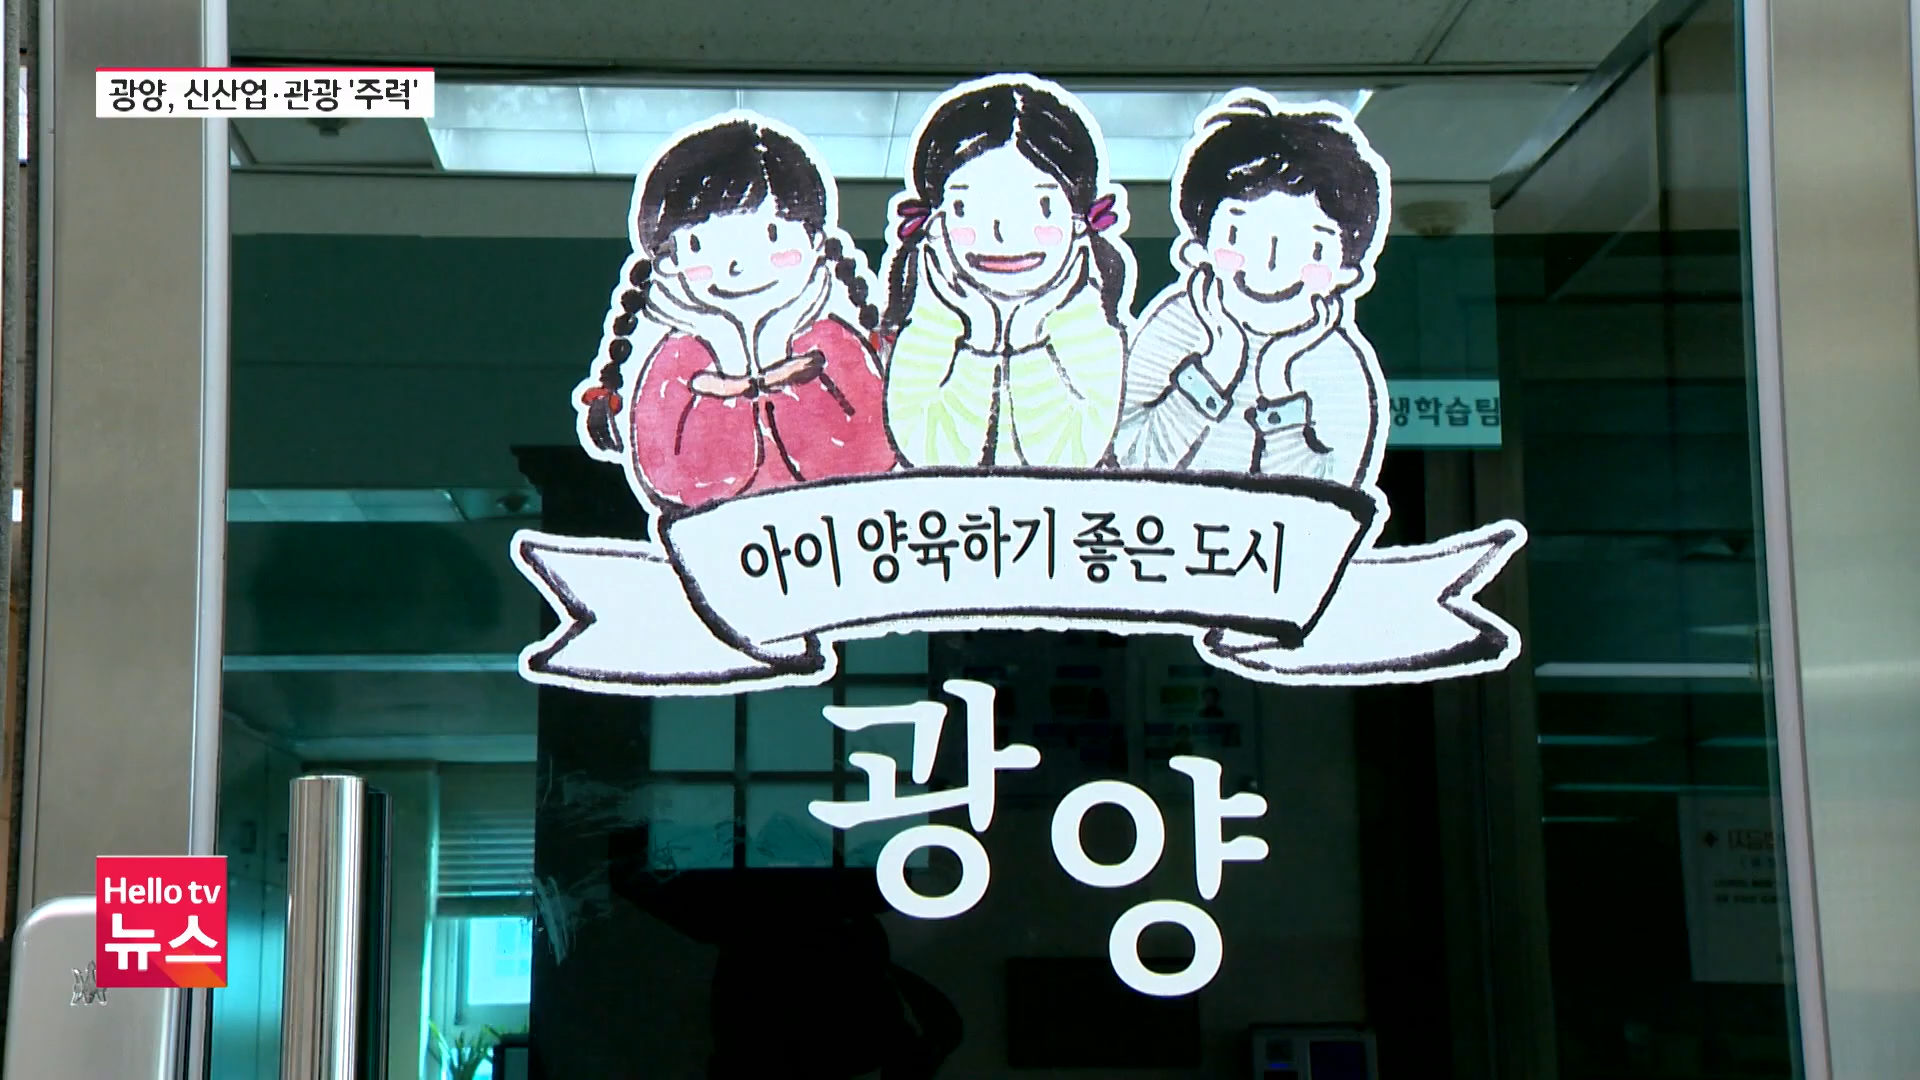 광양, 신산업·관광 '주력'
생학습팀
아이 양육하기 좋은 도시
광양
Hello tv
뉴스